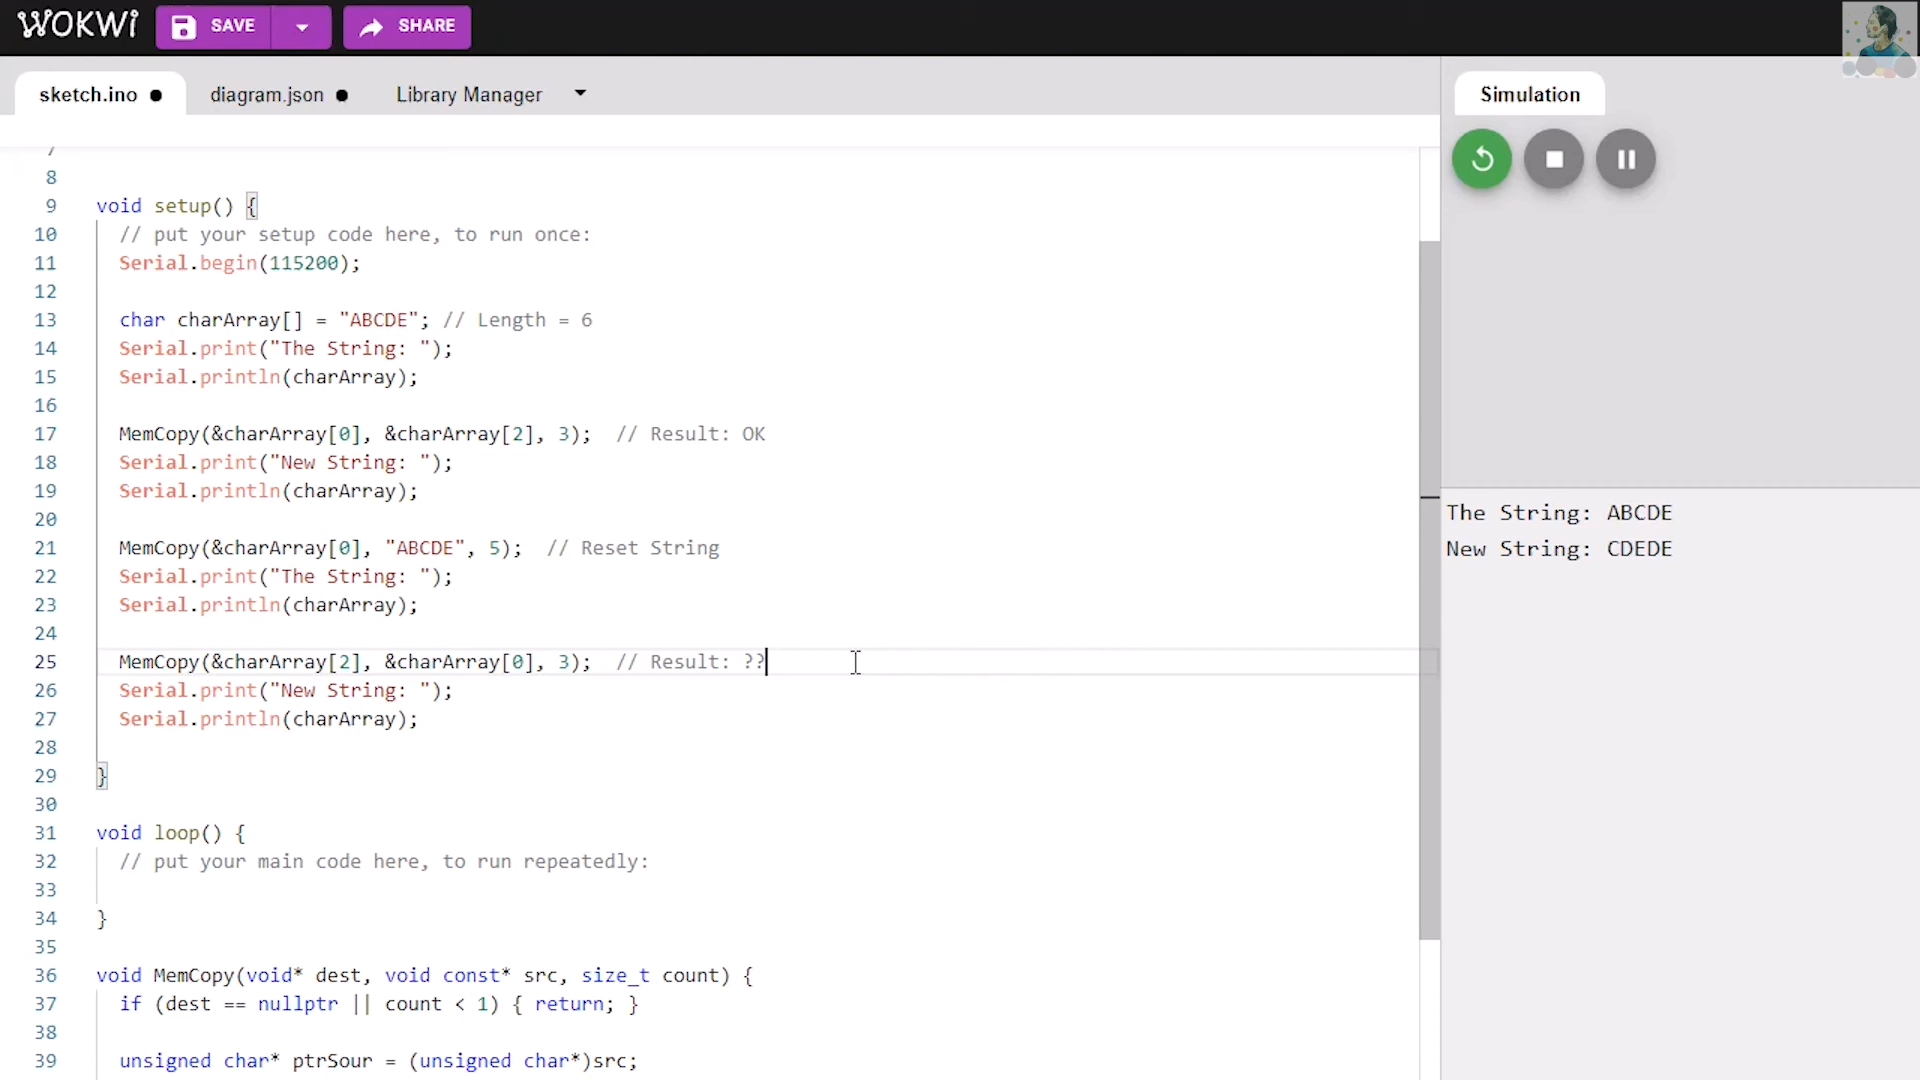 WOKWi
SAVE
SHARE
sketch.ino ●
diagram.json ●
Library Manager
Simulation
7
8
9 void setup() {
10 // put your setup code here, to run once:
11 Serial.begin(115200);
12
13 char charArray[] = "ABCDE"; // Length = 6
14 Serial.print("The String: ");
15 Serial.println(charArray);
16
17 MemCopy(&charArray[0], &charArray[2], 3); // Result: OK
18 Serial.print("New String: ");
19 Serial.println(charArray);
20
21 MemCopy(&charArray[0], "ABCDE", 5); // Reset String
22 Serial.print("The String: ");
23 Serial.println(charArray);
24
25 MemCopy(&charArray[2], &charArray[0], 3); // Result: ??
26 Serial.print("New String: ");
27 Serial.println(charArray);
28
29 }
30
31 void loop() {
32 // put your main code here, to run repeatedly:
33
34 }
35
36 void MemCopy(void* dest, void const* src, size_t count) {
37 if (dest == nullptr || count < 1) { return; }
38
39 unsigned char* ptrSour = (unsigned char*)src;
The String: ABCDE
New String: CDEDE